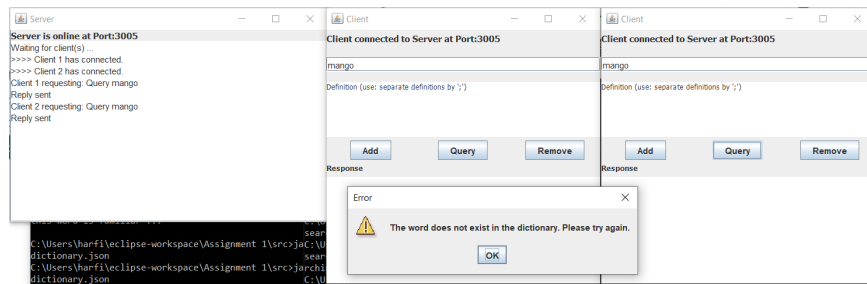 Server
Server is online at Port:3005
Waiting for client(s) ...
>>>> Client 1 has connected.
>>>> Client 2 has connected.
Client 1 requesting: Query mango
Reply sent
Client 2 requesting: Query mango
Reply sent
Client
Client connected to Server at Port:3005
mango
Definition (use: separate definitions by ';')
Add Query Remove
Response
Client
Client connected to Server at Port:3005
mango
Definition (use: separate definitions by ';')
Add Query Remove
Response
Error
The word does not exist in the dictionary. Please try again.
OK
sear
C:\Users\harfi\eclipse-workspace\Assignment 1\src>jaC:\U
dictionary.json sear
C:\Users\harfi\eclipse-workspace\Assignment 1\src>jarchi
dictionary.json C:\U